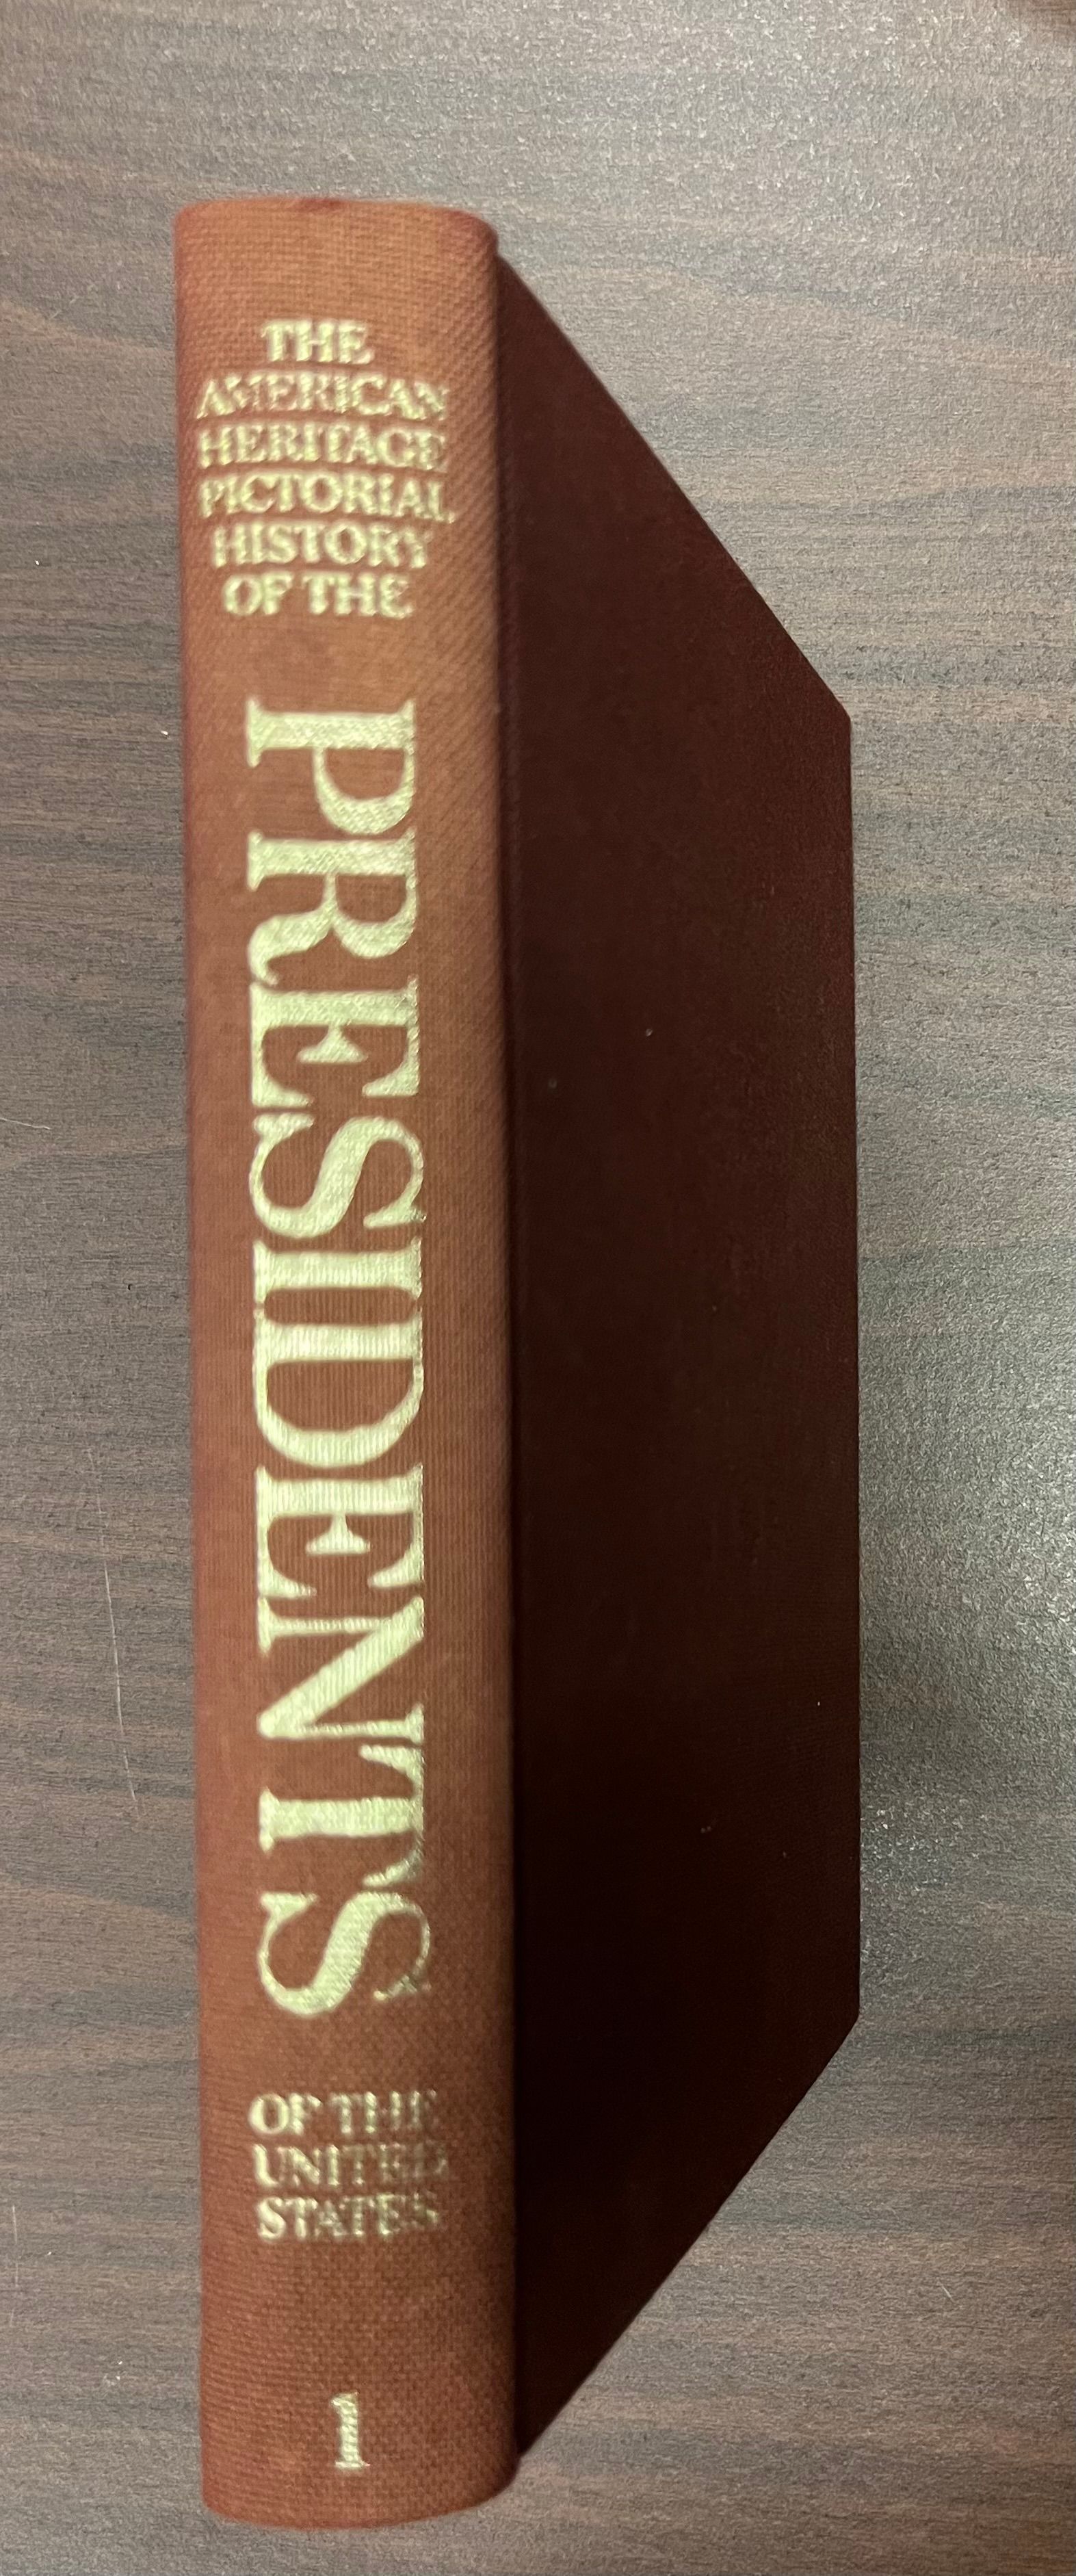 THE
AMERICAN
HERITAGE
PICTORIAL
HISTORY
OF THE
PRESIDENTS
OF THE
UNITED
STATES
1